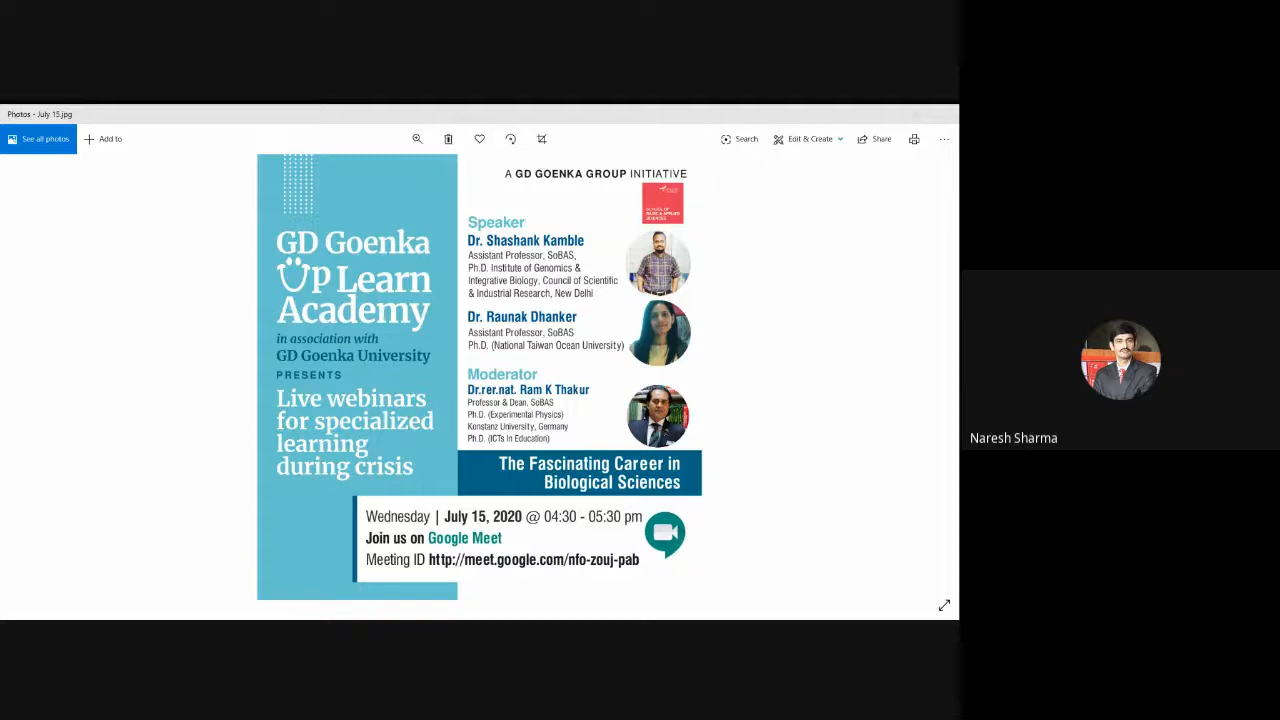 Photos - July 15.jpg
See all photos
Add to
Search
Edit & Create
Share
GD Goenka
Up Learn
Academy
in association with
GD Goenka University
PRESENTS
Live webinars
for specialized
learning
during crisis
A GD GOENKA GROUP INITIATIVE
SCHOOL OF
BASIC & APPLIED
SCIENCES
Speaker
Dr. Shashank Kamble
Assistant Professor, SoBAS,
Ph.D. Institute of Genomics &
Integrative Biology, Council of Scientific
& Industrial Research, New Delhi
Dr. Raunak Dhanker
Assistant Professor, SoBAS
Ph.D. (National Taiwan Ocean University)
Moderator
Dr.rer.nat. Ram K Thakur
Professor & Dean, SoBAS
Ph.D. (Experimental Physics)
Konstanz University, Germany
Ph.D. (ICTs In Education)
The Fascinating Career in
Biological Sciences
Wednesday | July 15, 2020 @ 04:30 - 05:30 pm
Join us on Google Meet
Meeting ID http://meet.google.com/nfo-zouj-pab
Naresh Sharma